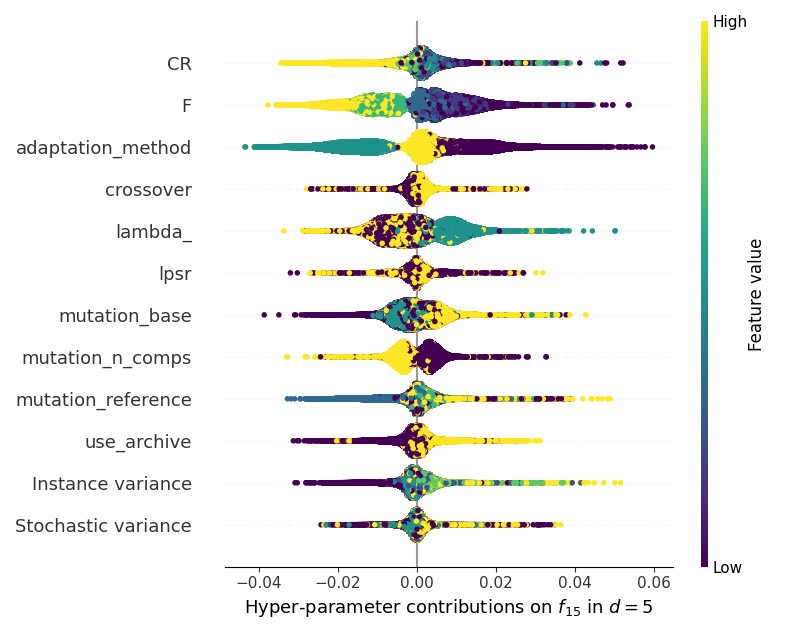 High
CR
F
adaptation_method
crossover
lambda_
lpsr
mutation_base
mutation_n_comps
mutation_reference
use_archive
Instance variance
Stochastic variance
Feature value
Low
−0.04 −0.02 0.00 0.02 0.04 0.06
Hyper-parameter contributions on f15 in d = 5